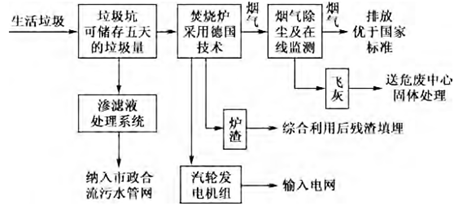 生活垃圾
垃圾坑
可储存五天
的垃圾量
焚烧炉
采用德国
技术
烟气
烟气除
尘及在
线监测
烟气
排放
优于国家
标准
飞灰
送危废中心
固体处理
渗滤液
处理系统
炉渣
综合利用后残渣填埋
纳入市政合
流污水管网
汽轮发
电机组
输入电网